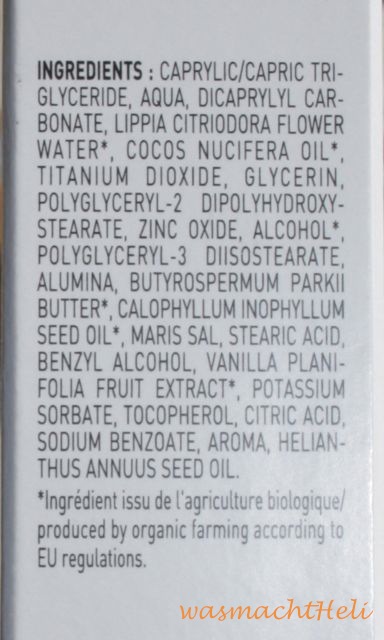 INGREDIENTS : CAPRYLIC/CAPRIC TRI-
GLYCERIDE, AQUA, DICAPRYLYL CAR-
BONATE, LIPPIA CITRIODORA FLOWER
WATER*, COCOS NUCIFERA OIL*,
TITANIUM DIOXIDE, GLYCERIN,
POLYGLYCERYL-2 DIPOLYHYDROXY-
STEARATE, ZINC OXIDE, ALCOHOL*,
POLYGLYCERYL-3 DIISOSTEARATE,
ALUMINA, BUTYROSPERMUM PARKII
BUTTER*, CALOPHYLLUM INOPHYLLUM
SEED OIL*, MARIS SAL, STEARIC ACID,
BENZYL ALCOHOL, VANILLA PLANI-
FOLIA FRUIT EXTRACT*, POTASSIUM
SORBATE, TOCOPHEROL, CITRIC ACID,
SODIUM BENZOATE, AROMA, HELIAN-
THUS ANNUUS SEED OIL.
*Ingrédient issu de l'agriculture biologique/
produced by organic farming according to
EU regulations.
wasmachtHeli